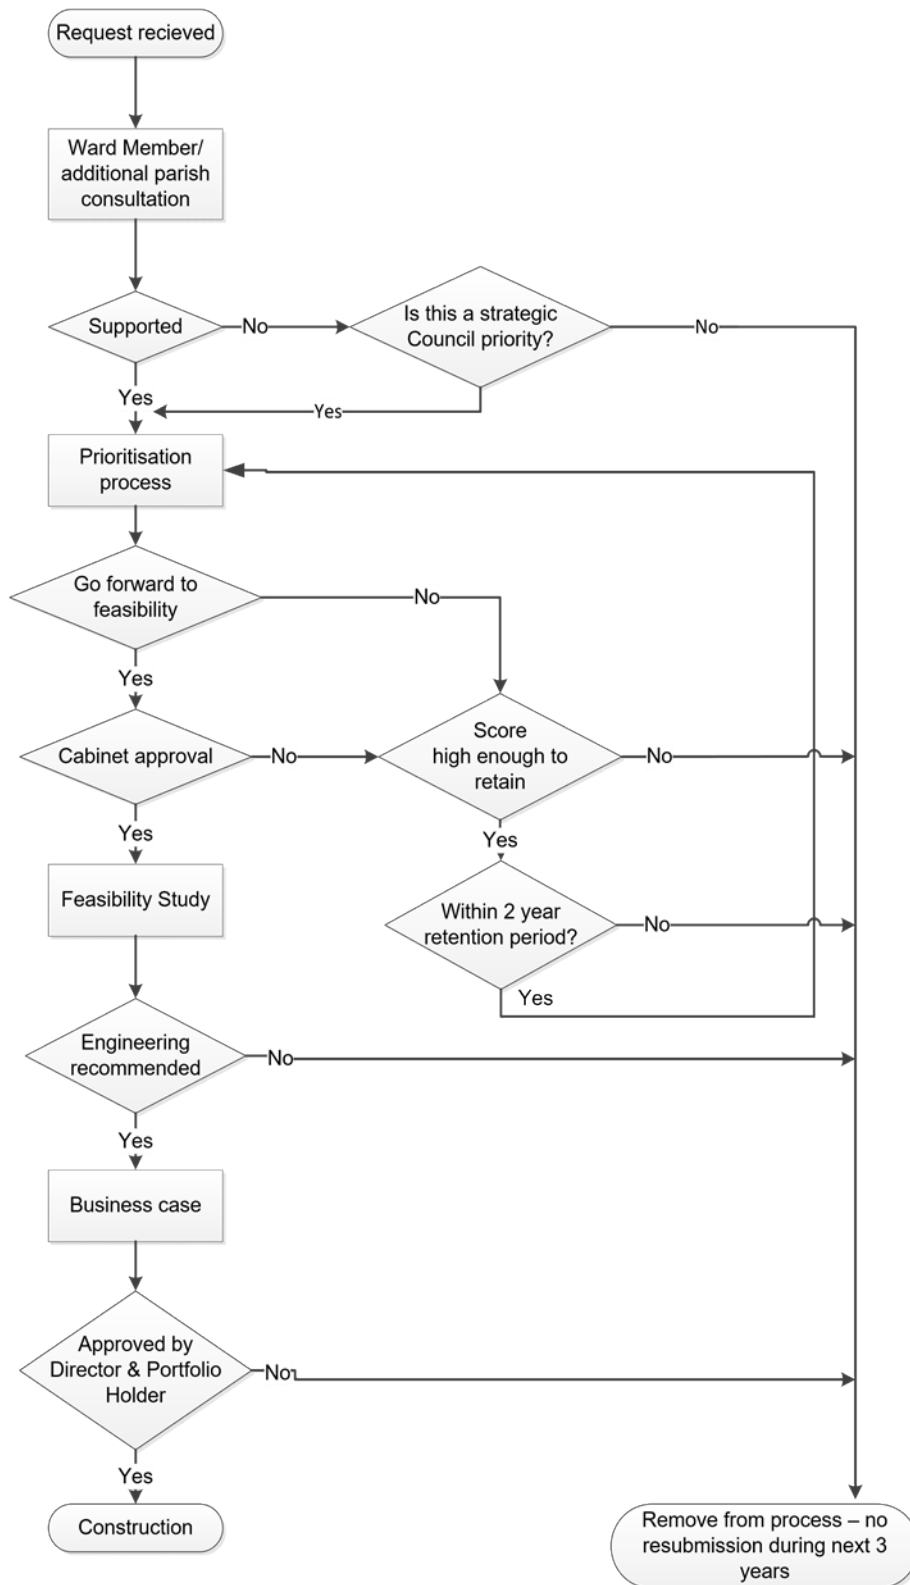 Request recieved
Ward Member/
additional parish
consultation
Supported
No
Is this a strategic
Council priority?
No
Yes
Yes
Prioritisation
process
Go forward to
feasibility
No
Yes
Cabinet approval
No
Score
high enough to
retain
No
Yes
Yes
Feasibility Study
Within 2 year
retention period?
No
Yes
Engineering
recommended
No
Yes
Business case
Approved by
Director & Portfolio
Holder
No
Yes
Construction
Remove from process – no
resubmission during next 3
years